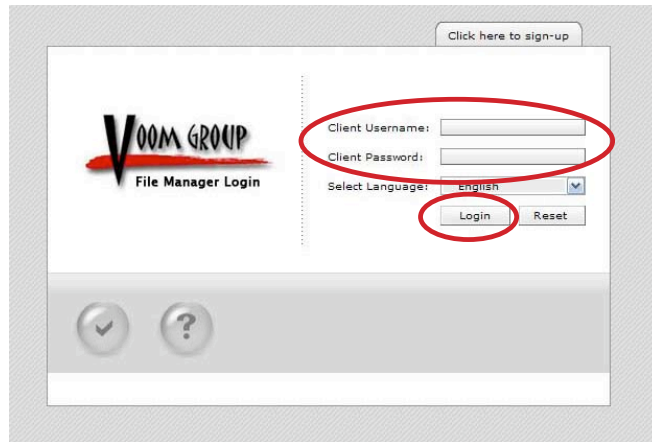 Click here to sign-up
VOOM GROUP
File Manager Login
Client Username:
Client Password:
Select Language: English
Login Reset
?